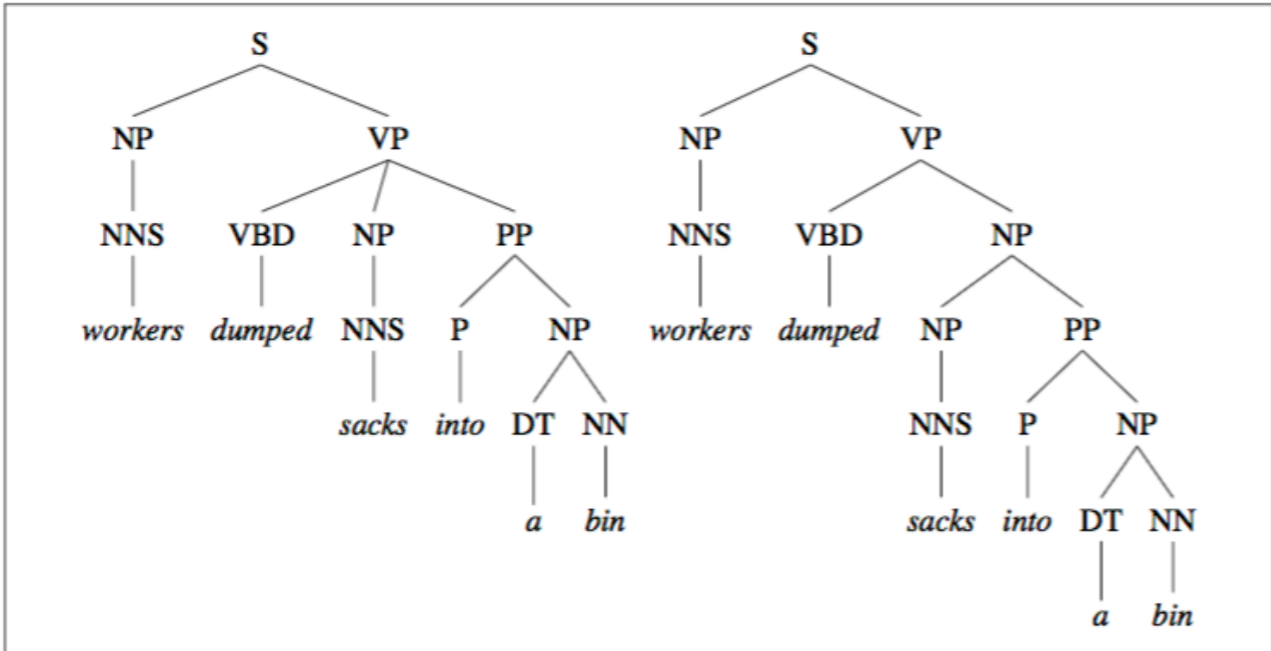 S S
NP VP NP VP
NNS VBD NP PP NNS VBD NP
workers dumped NNS P NP workers dumped NP PP
sacks into DT NN NNS P NP
a bin sacks into DT NN
a bin